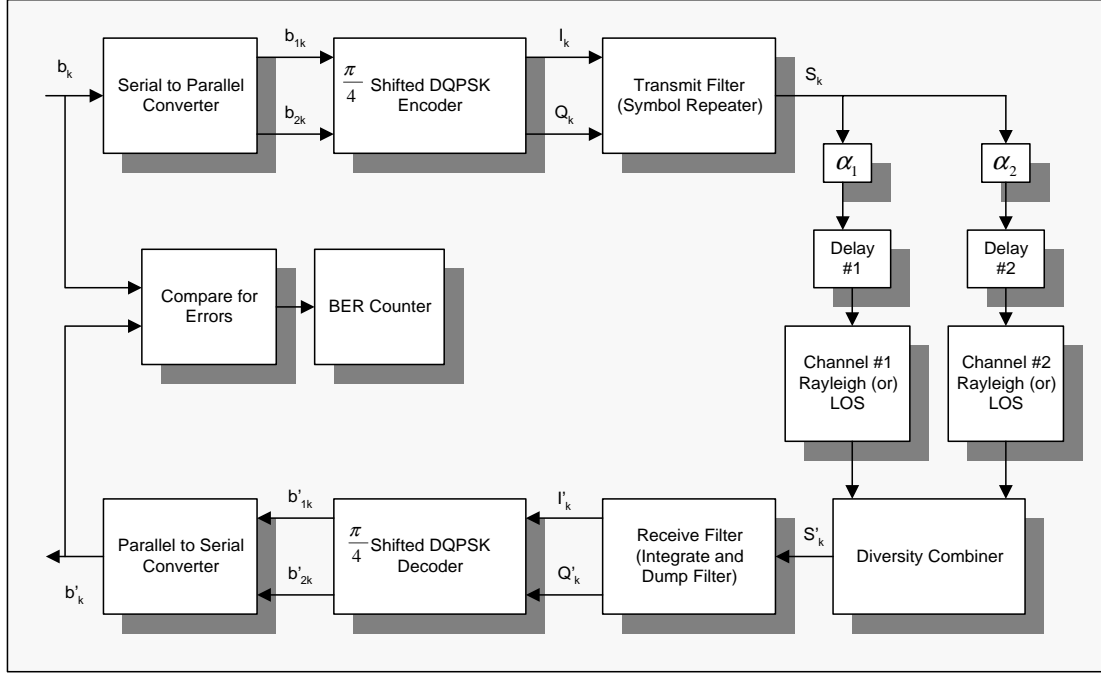 b_k
Serial to Parallel
Converter
b_1k
b_2k
π/4 Shifted DQPSK
Encoder
I_k
Q_k
Transmit Filter
(Symbol Repeater)
S_k
α_1
α_2
Delay
#1
Delay
#2
Compare for
Errors
BER Counter
Channel #1
Rayleigh (or)
LOS
Channel #2
Rayleigh (or)
LOS
Parallel to Serial
Converter
b'_k
b'_1k
b'_2k
π/4 Shifted DQPSK
Decoder
I'_k
Q'_k
Receive Filter
(Integrate and
Dump Filter)
S'_k
Diversity Combiner